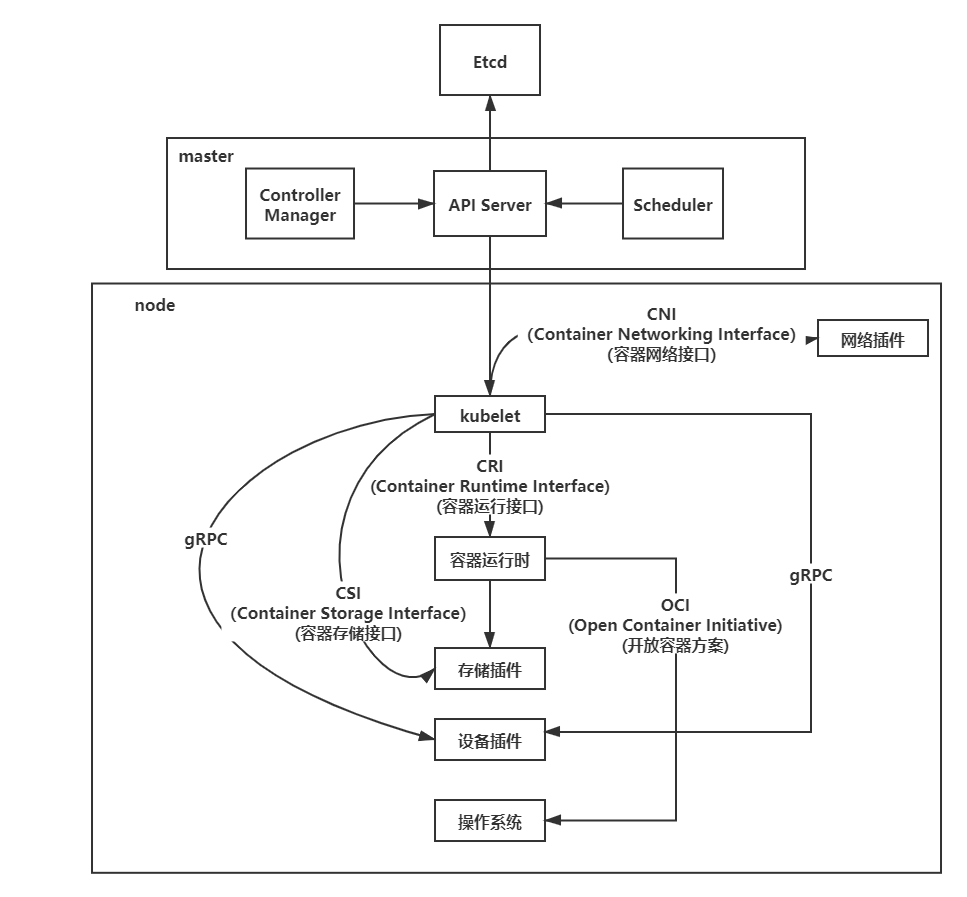 Etcd
master
Controller
Manager
API Server
Scheduler
node
CNI
(Container Networking Interface)
(容器网络接口)
网络插件
kubelet
CRI
(Container Runtime Interface)
(容器运行接口)
gRPC
容器运行时
gRPC
CSI
(Container Storage Interface)
(容器存储接口)
OCI
(Open Container Initiative)
(开放容器方案)
存储插件
设备插件
操作系统